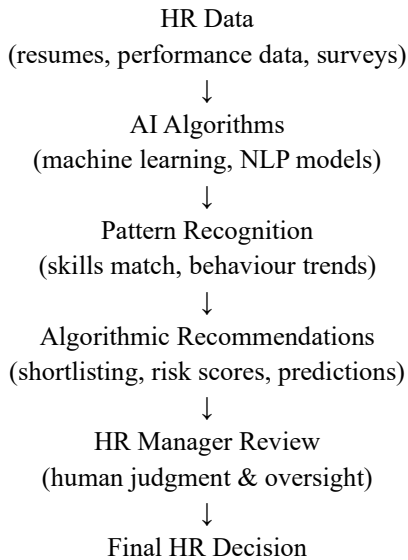 HR Data
(resumes, performance data, surveys)
↓
AI Algorithms
(machine learning, NLP models)
↓
Pattern Recognition
(skills match, behaviour trends)
↓
Algorithmic Recommendations
(shortlisting, risk scores, predictions)
↓
HR Manager Review
(human judgment & oversight)
↓
Final HR Decision